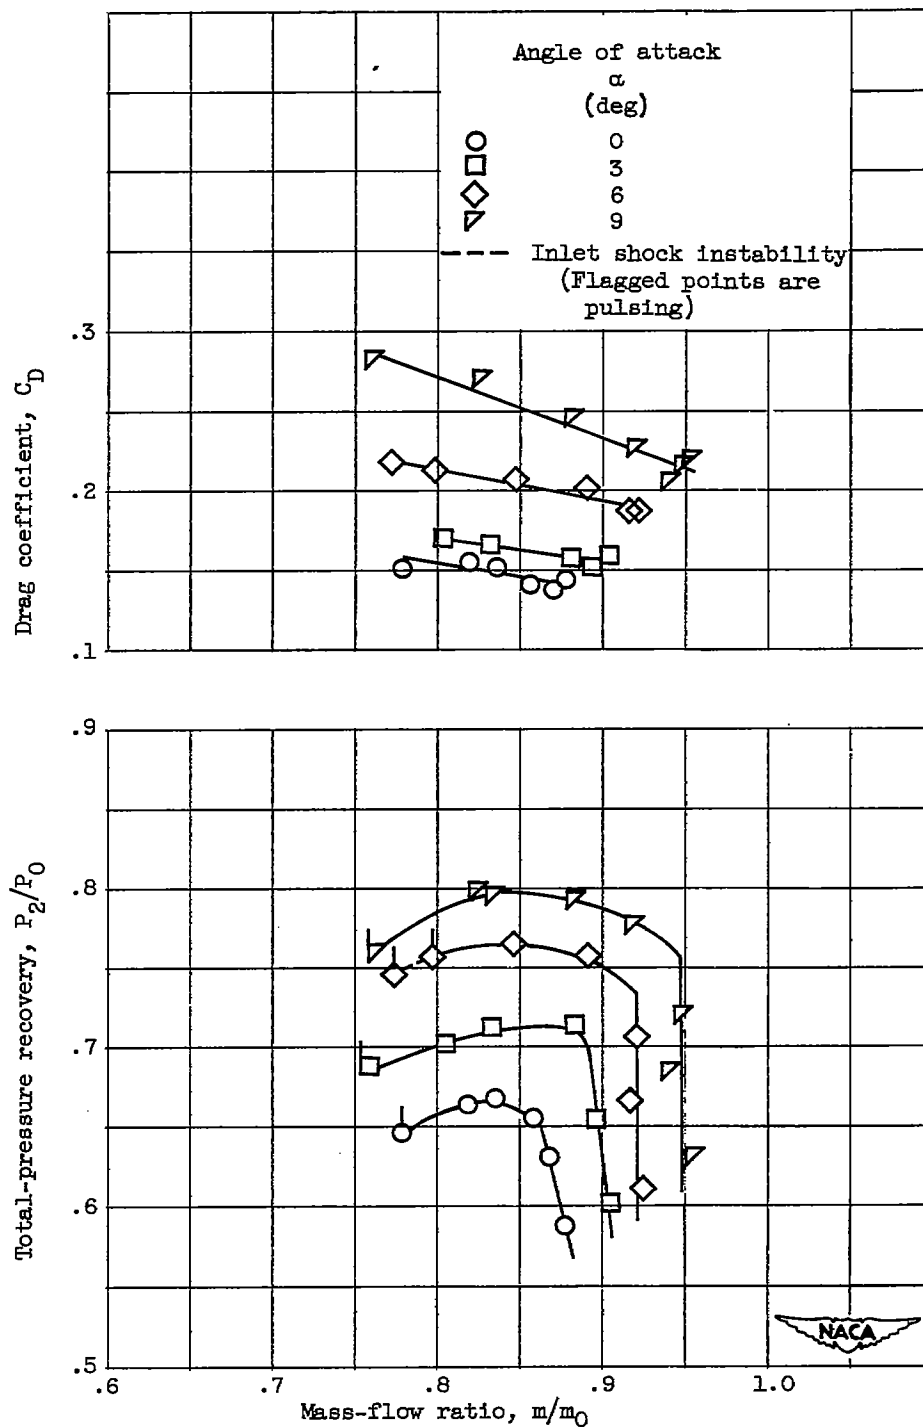 Angle of attack
α
(deg)
0
3
6
9
Inlet shock instability
(Flagged points are
pulsing)
Drag coefficient, C_D
.3
.2
.1
Total-pressure recovery, P_2/P_0
.9
.8
.7
.6
.5
.6 .7 .8 .9 1.0
Mass-flow ratio, m/m_0
NACA